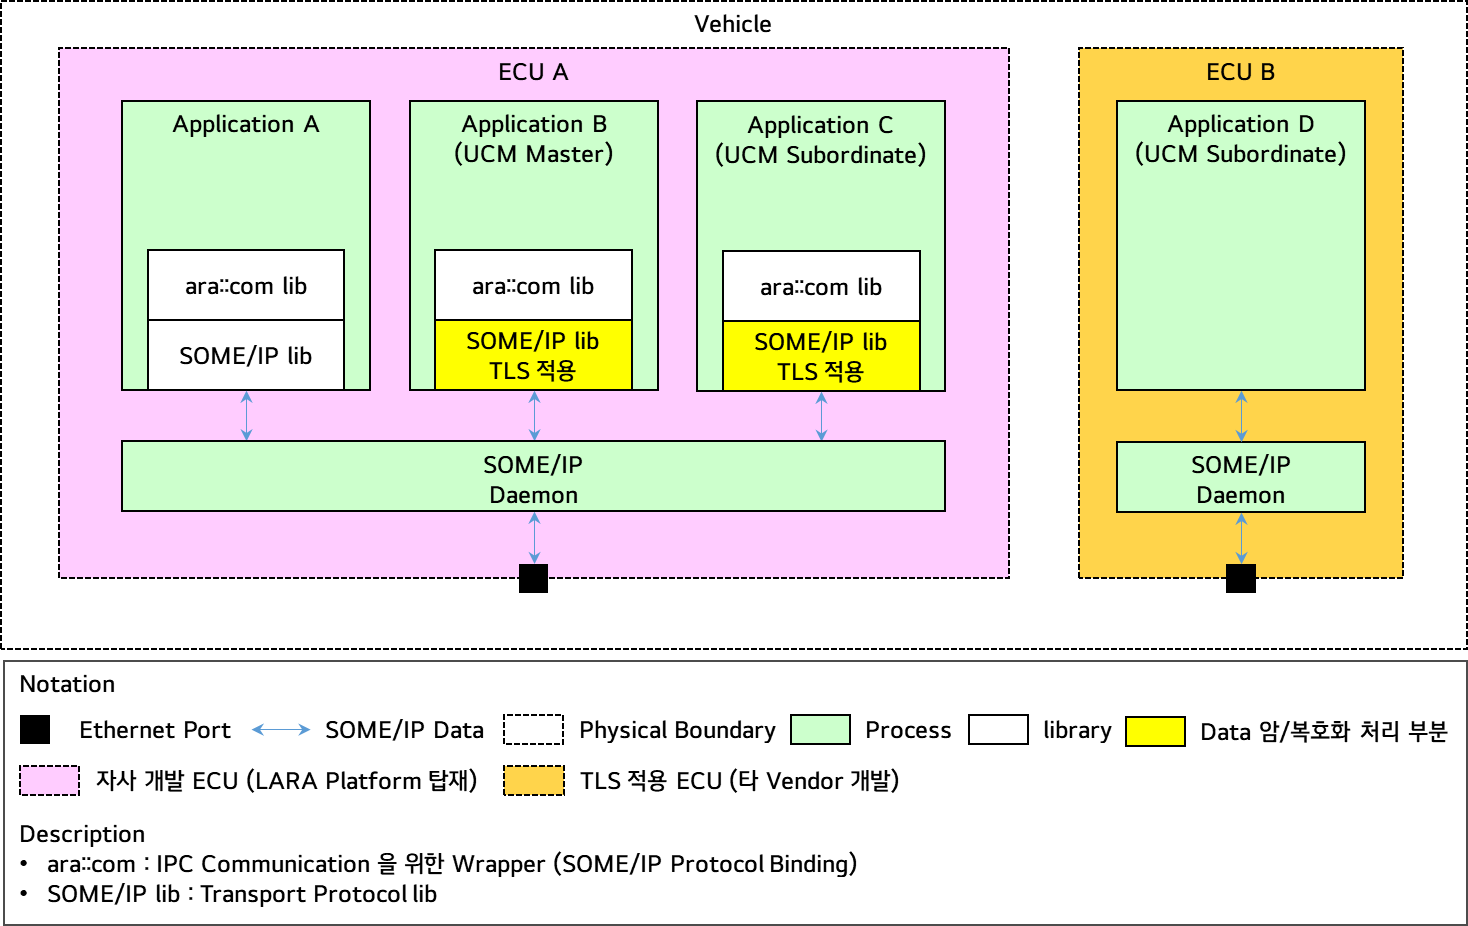 Vehicle
ECU A
Application A
ara::com lib
SOME/IP lib
Application B
(UCM Master)
ara::com lib
SOME/IP lib
TLS 적용
Application C
(UCM Subordinate)
ara::com lib
SOME/IP lib
TLS 적용
SOME/IP
Daemon
ECU B
Application D
(UCM Subordinate)
SOME/IP
Daemon
Notation
Ethernet Port
SOME/IP Data
Physical Boundary
Process
library
Data 암/복호화 처리 부분
자사 개발 ECU (LARA Platform 탑재)
TLS 적용 ECU (타 Vendor 개발)
Description
• ara::com : IPC Communication 을 위한 Wrapper (SOME/IP Protocol Binding)
• SOME/IP lib : Transport Protocol lib